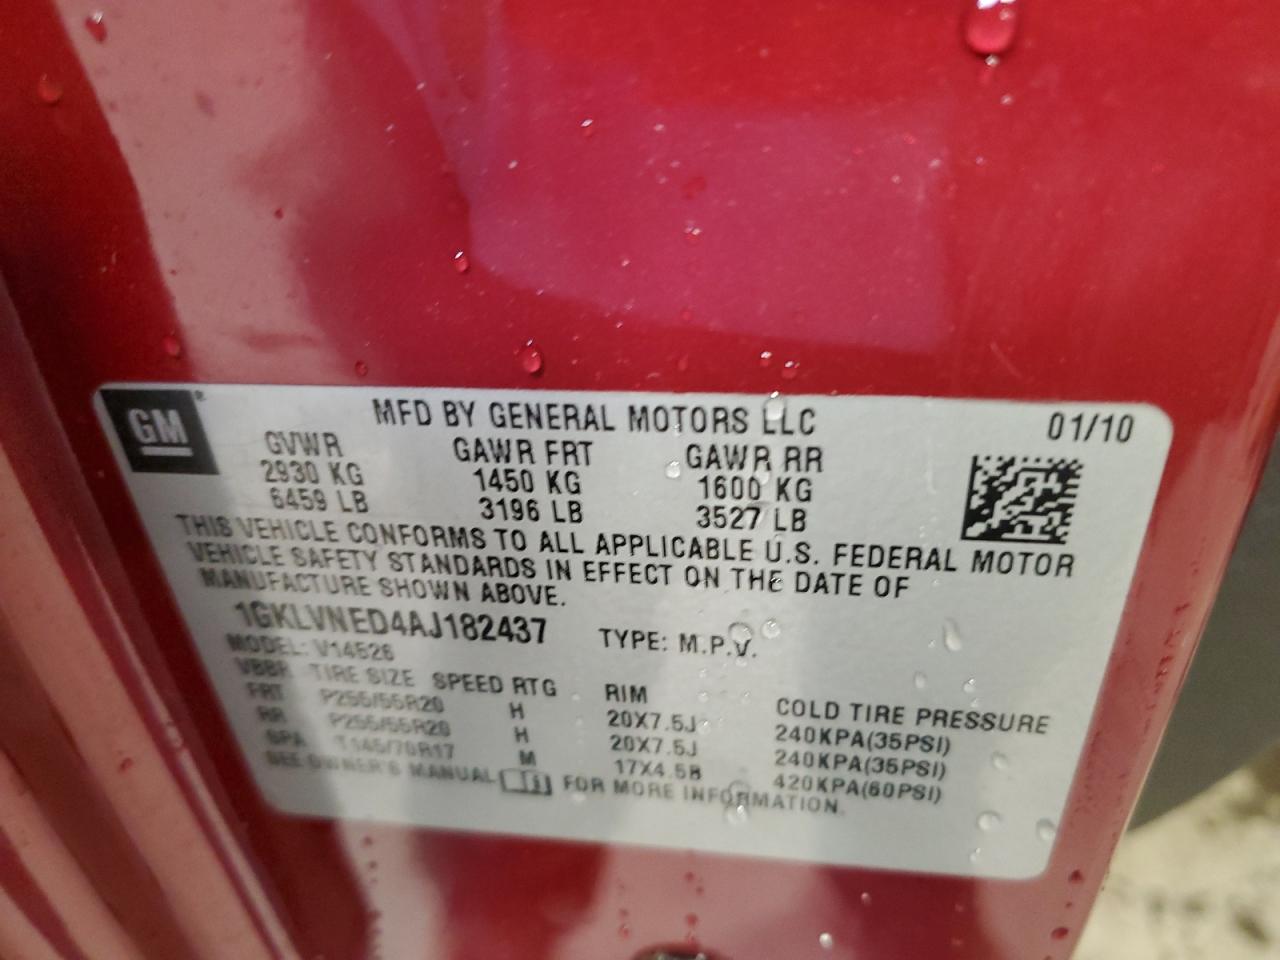 GM®
MFD BY GENERAL MOTORS LLC 01/10
GVWR GAWR FRT GAWR RR
2930 KG 1450 KG 1600 KG
6459 LB 3196 LB 3527 LB
THIS VEHICLE CONFORMS TO ALL APPLICABLE U.S. FEDERAL MOTOR
VEHICLE SAFETY STANDARDS IN EFFECT ON THE DATE OF
MANUFACTURE SHOWN ABOVE.
1GKLVNED4AJ182437 TYPE: M.P.V.
MODEL: V14526
VBBR TIRE SIZE SPEED RTG RIM COLD TIRE PRESSURE
FRT P255/55R20 H 20X7.5J 240KPA(35PSI)
RR P255/55R20 H 20X7.5J 240KPA(35PSI)
SPA T145/70R17 M 17X4.5B 420KPA(60PSI)
SEE OWNER'S MANUAL FOR MORE INFORMATION.